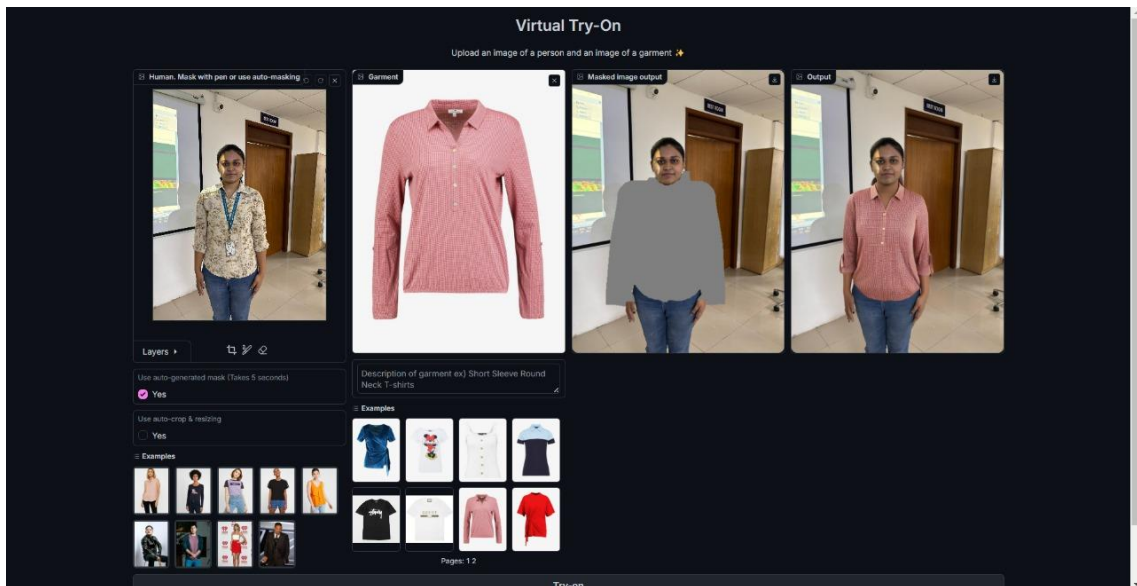 Virtual Try-On
Upload an image of a person and an image of a garment ✨
Human. Mask with pen or use auto-masking
Garment
Masked image output
Output
Layers
Use auto-generated mask (Takes 5 seconds)
Yes
Use auto-crop & resizing
Yes
Examples
Description of garment ex) Short Sleeve Round
Neck T-shirts
Examples
Pages: 1 2
Try-on